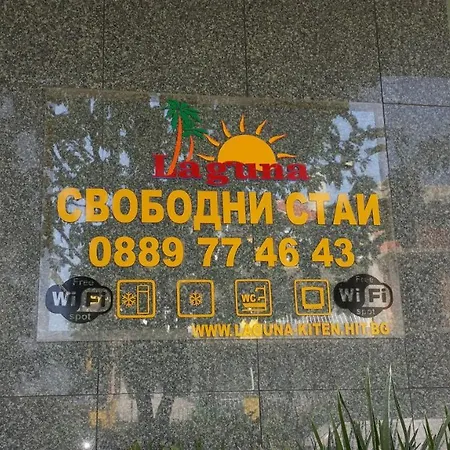 Laguna
СВОБОДНИ СТАИ
0889 77 46 43
Free
WiFi
spot
WC
Free
WiFi
spot
WWW.LAGUNA.KITEN.HIT.BG